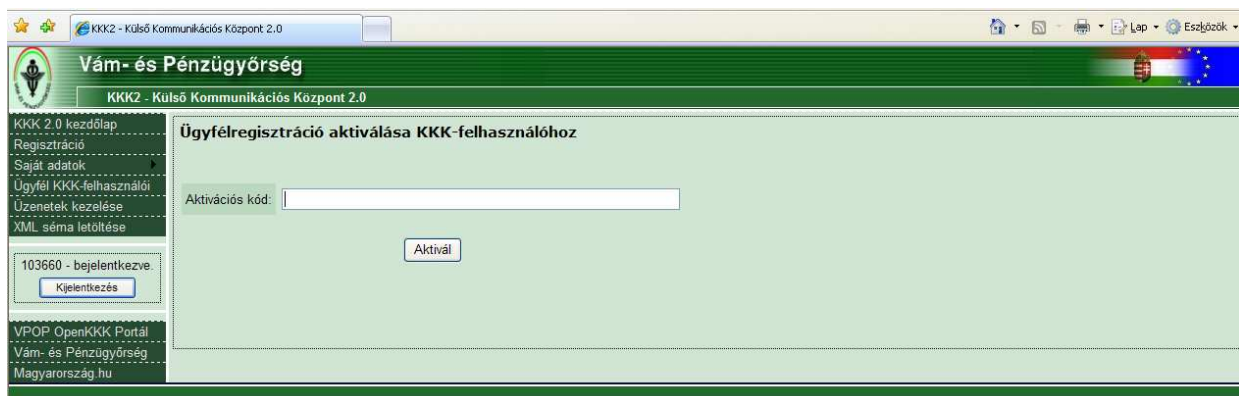 KKK2 - Külső Kommunikációs Központ 2.0
Lap
Eszközök
Vám- és Pénzügyőrség
KKK2 - Külső Kommunikációs Központ 2.0
KKK 2.0 kezdőlap
Regisztráció
Saját adatok
Ügyfél KKK-felhasználói
Üzenetek kezelése
XML séma letöltése
103660 - bejelentkezve.
Kijelentkezés
VPOP OpenKKK Portál
Vám- és Pénzügyőrség
Magyarország.hu
Ügyfélregisztráció aktiválása KKK-felhasználóhoz
Aktivációs kód:
Aktivál